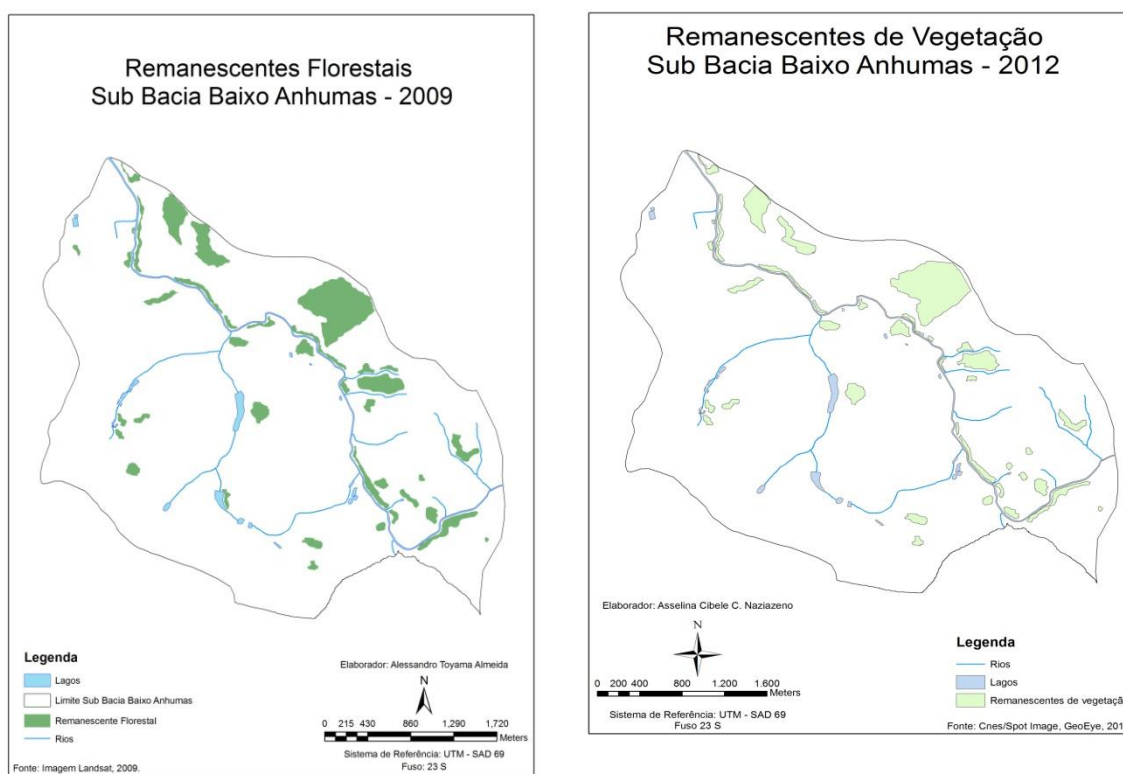 Remanescentes Florestais
Sub Bacia Baixo Anhumas - 2009
Legenda
Lagos
Limite Sub Bacia Baixo Anhumas
Remanescente Florestal
Rios
Fonte: Imagem Landsat, 2009.
Elaborador: Alessandro Toyama Almeida
N
0 215 430 860 1,290 1,720
Meters
Sistema de Referência: UTM - SAD 69
Fuso: 23 S
Remanescentes de Vegetação
Sub Bacia Baixo Anhumas - 2012
Elaborador: Asselina Cibele C. Naziazeno
N
0 200 400 800 1.200 1.600
Meters
Sistema de Referência: UTM - SAD 69
Fuso 23 S
Legenda
Rios
Lagos
Remanescentes de vegetaçã
Fonte: Cnes/Spot Image, GeoEye, 201